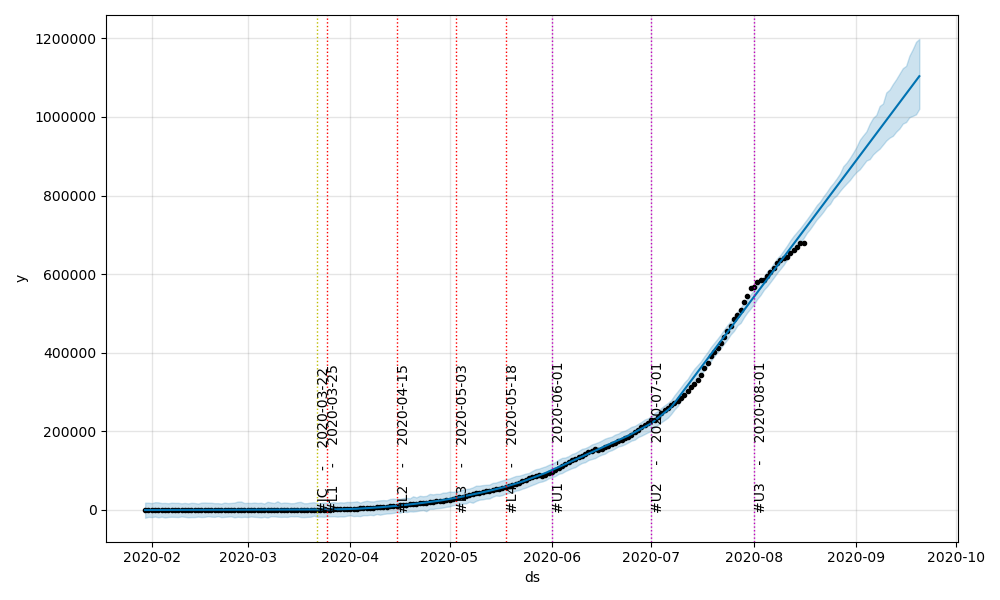 1200000
1000000
800000
600000
400000
200000
0
y
#JC - 2020-03-22
#L1 - 2020-03-25
#L2 - 2020-04-15
#L3 - 2020-05-03
#L4 - 2020-05-18
#U1 - 2020-06-01
#U2 - 2020-07-01
#U3 - 2020-08-01
2020-02 2020-03 2020-04 2020-05 2020-06 2020-07 2020-08 2020-09 2020-10
ds